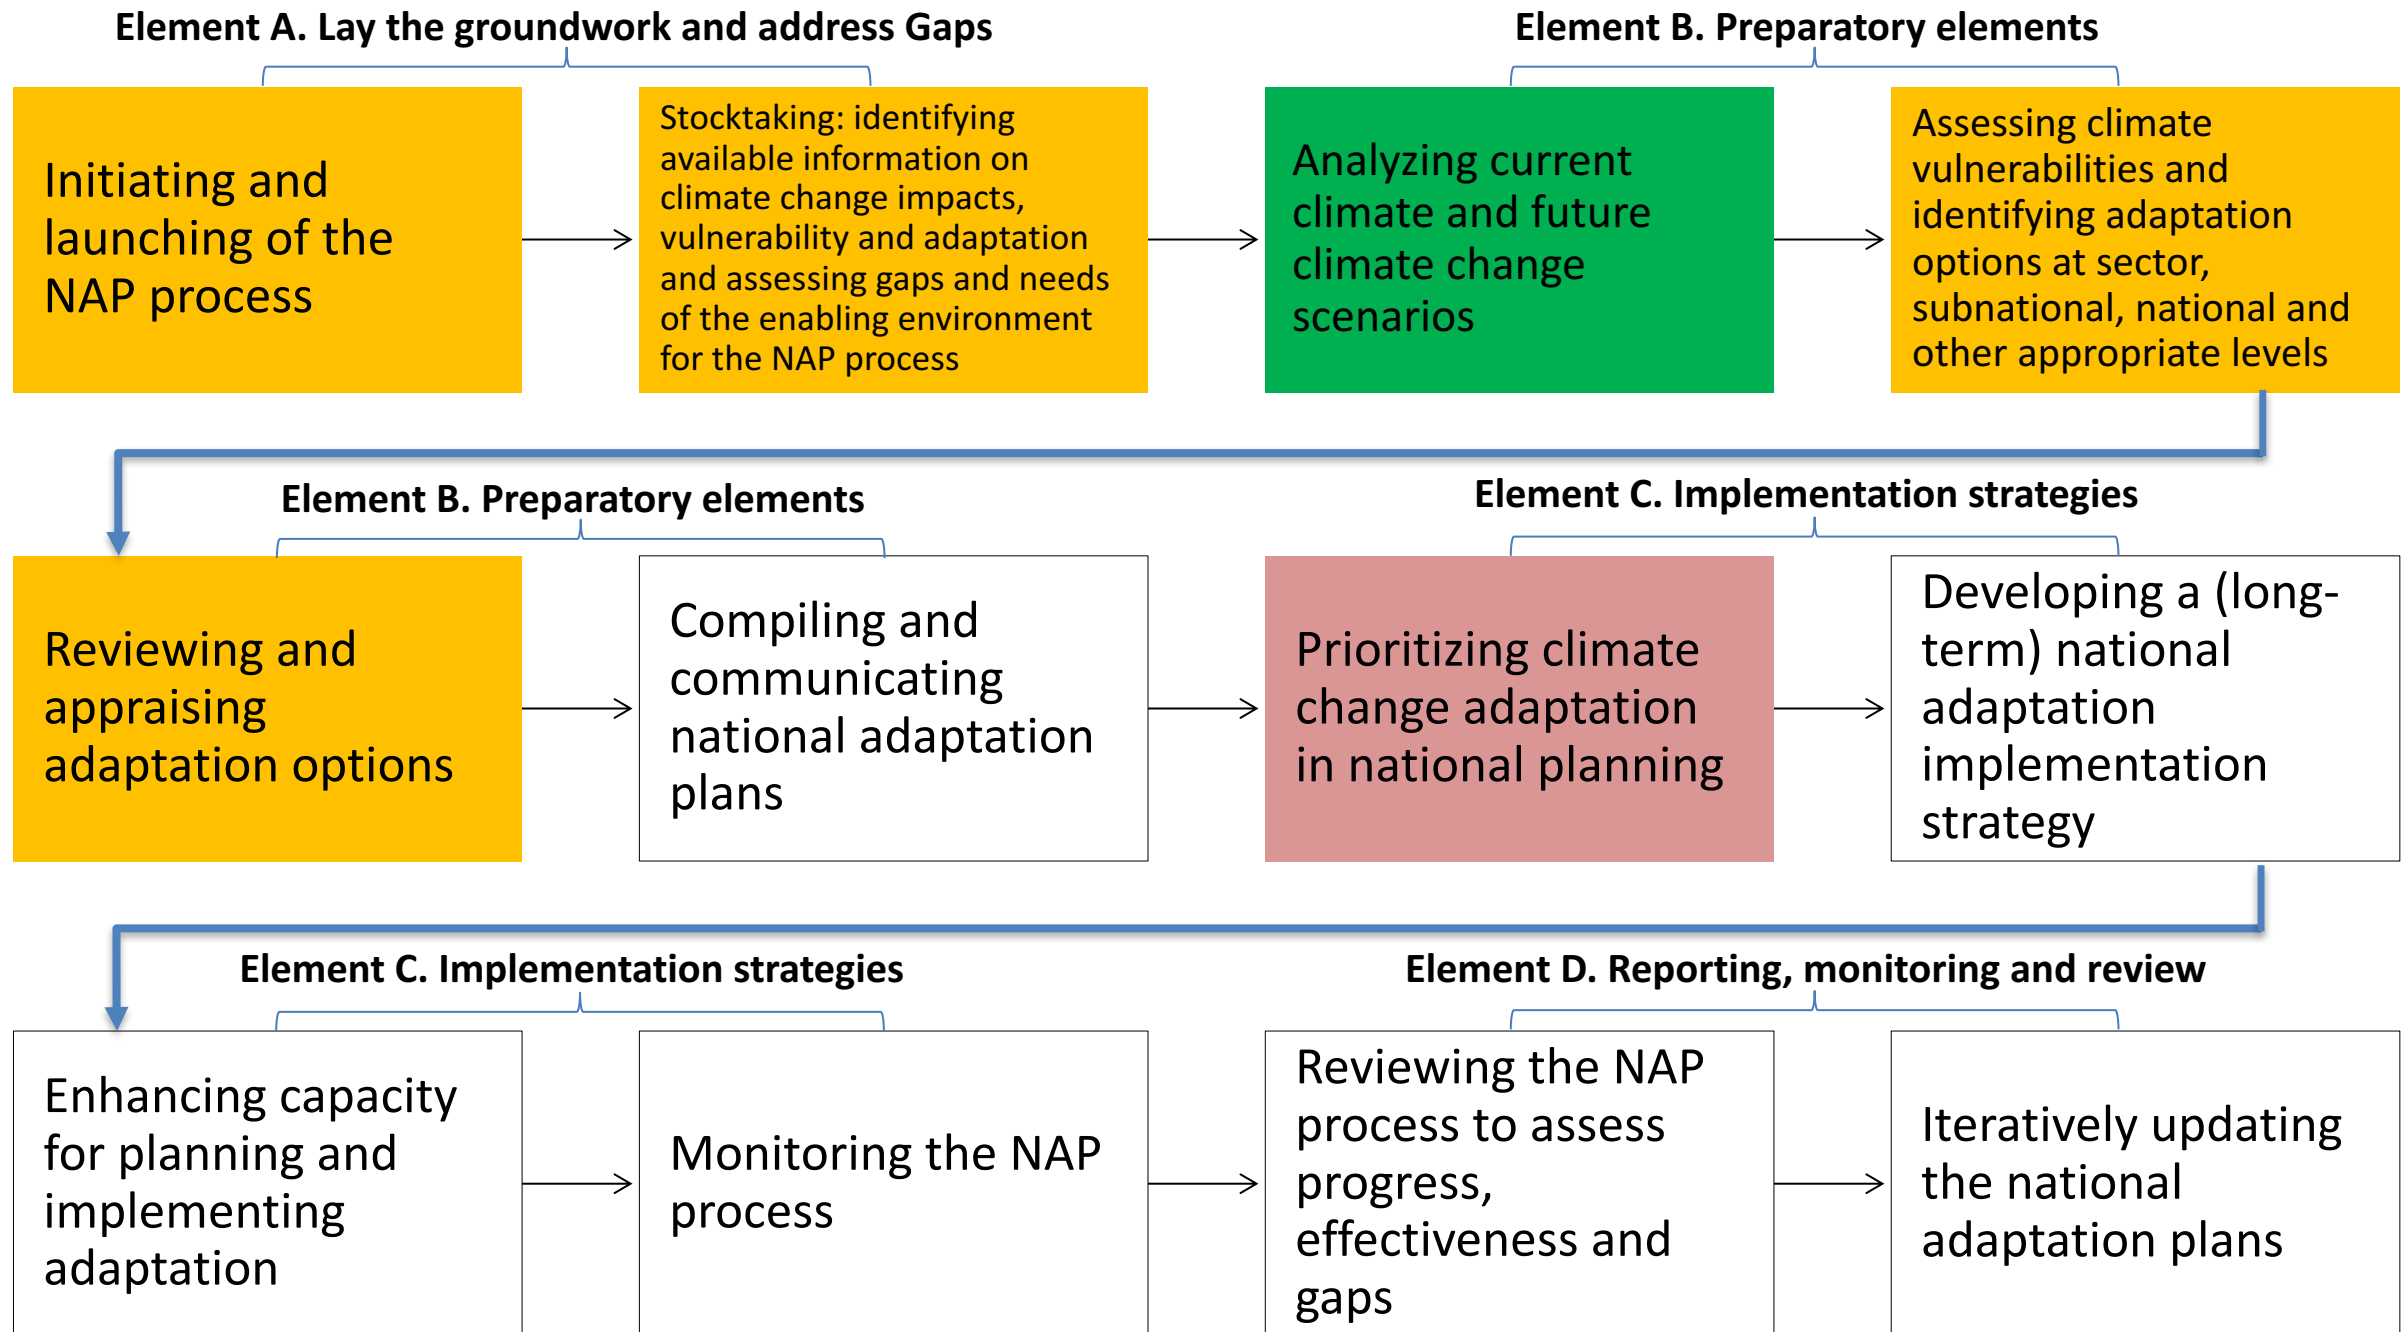 Element A. Lay the groundwork and address Gaps
Element B. Preparatory elements
Initiating and
launching of the
NAP process
Stocktaking: identifying
available information on
climate change impacts,
vulnerability and adaptation
and assessing gaps and needs
of the enabling environment
for the NAP process
Analyzing current
climate and future
climate change
scenarios
Assessing climate
vulnerabilities and
identifying adaptation
options at sector,
subnational, national and
other appropriate levels
Element B. Preparatory elements
Element C. Implementation strategies
Reviewing and
appraising
adaptation options
Compiling and
communicating
national adaptation
plans
Prioritizing climate
change adaptation
in national planning
Developing a (long-
term) national
adaptation
implementation
strategy
Element C. Implementation strategies
Element D. Reporting, monitoring and review
Enhancing capacity
for planning and
implementing
adaptation
Monitoring the NAP
process
Reviewing the NAP
process to assess
progress,
effectiveness and
gaps
Iteratively updating
the national
adaptation plans